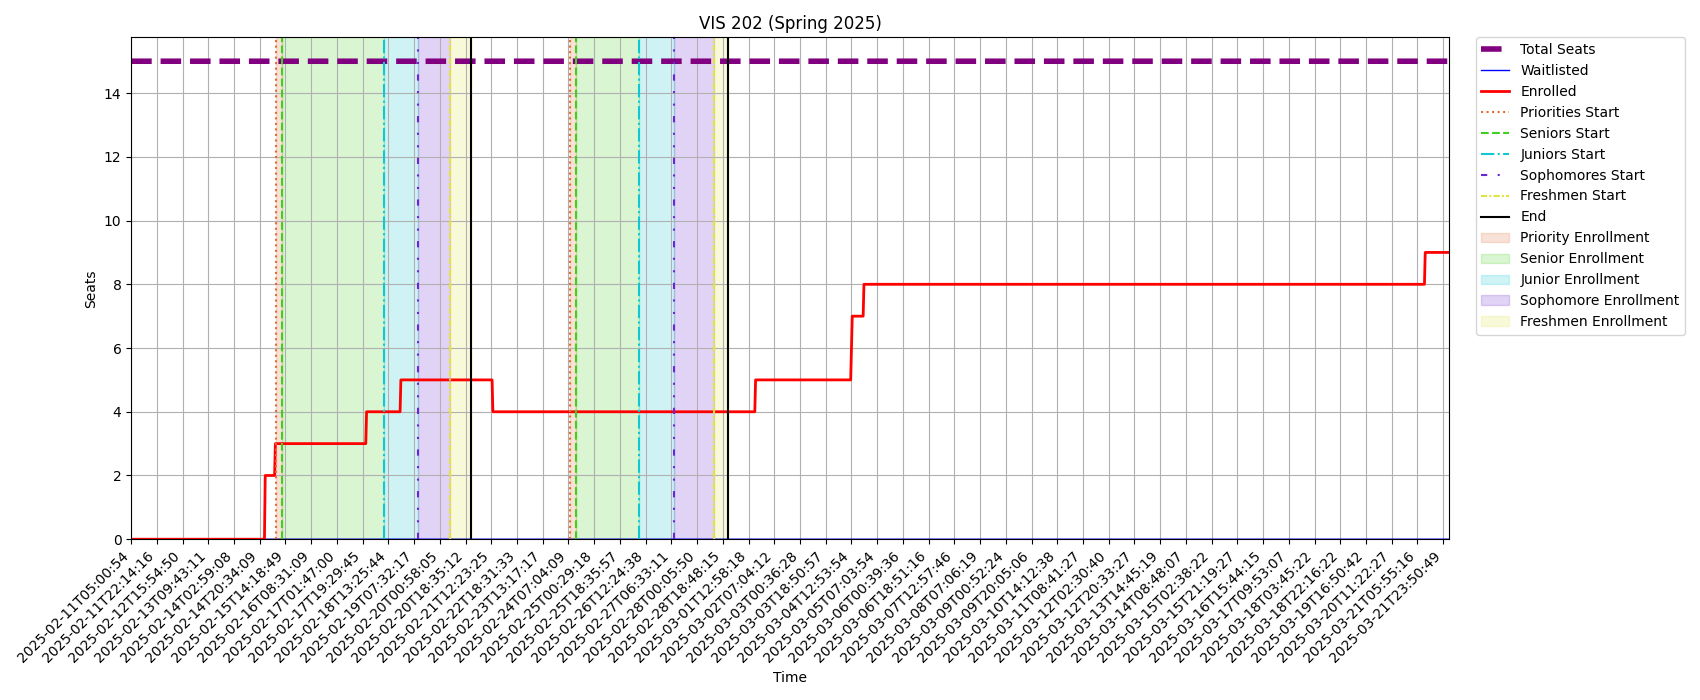 VIS 202 (Spring 2025)
Seats
14
12
10
8
6
4
2
0
2025-02-11T05:00:54
2025-02-11T22:14:16
2025-02-12T15:54:50
2025-02-13T09:43:11
2025-02-14T02:59:08
2025-02-14T20:34:09
2025-02-15T14:18:49
2025-02-16T08:31:09
2025-02-17T01:47:00
2025-02-17T19:29:45
2025-02-18T13:25:44
2025-02-19T07:32:17
2025-02-20T00:58:05
2025-02-20T18:35:12
2025-02-21T12:23:25
2025-02-22T18:31:33
2025-02-23T13:17:17
2025-02-24T07:04:09
2025-02-25T00:29:18
2025-02-25T18:35:57
2025-02-26T12:24:38
2025-02-27T06:33:11
2025-02-28T00:05:50
2025-02-28T18:48:15
2025-03-01T12:58:18
2025-03-02T07:04:12
2025-03-03T00:36:28
2025-03-03T18:50:57
2025-03-04T12:53:54
2025-03-05T07:03:54
2025-03-06T00:39:36
2025-03-06T18:51:16
2025-03-07T12:57:46
2025-03-08T07:06:19
2025-03-09T00:52:24
2025-03-09T20:05:06
2025-03-10T14:12:38
2025-03-11T08:41:27
2025-03-12T02:30:40
2025-03-12T20:33:27
2025-03-13T14:45:19
2025-03-14T08:48:07
2025-03-15T02:38:22
2025-03-15T21:19:27
2025-03-16T15:44:15
2025-03-17T09:53:07
2025-03-18T03:45:22
2025-03-18T22:16:22
2025-03-19T16:50:42
2025-03-20T11:22:27
2025-03-21T05:55:16
2025-03-21T23:50:49
Time
Total Seats
Waitlisted
Enrolled
Priorities Start
Seniors Start
Juniors Start
Sophomores Start
Freshmen Start
End
Priority Enrollment
Senior Enrollment
Junior Enrollment
Sophomore Enrollment
Freshmen Enrollment